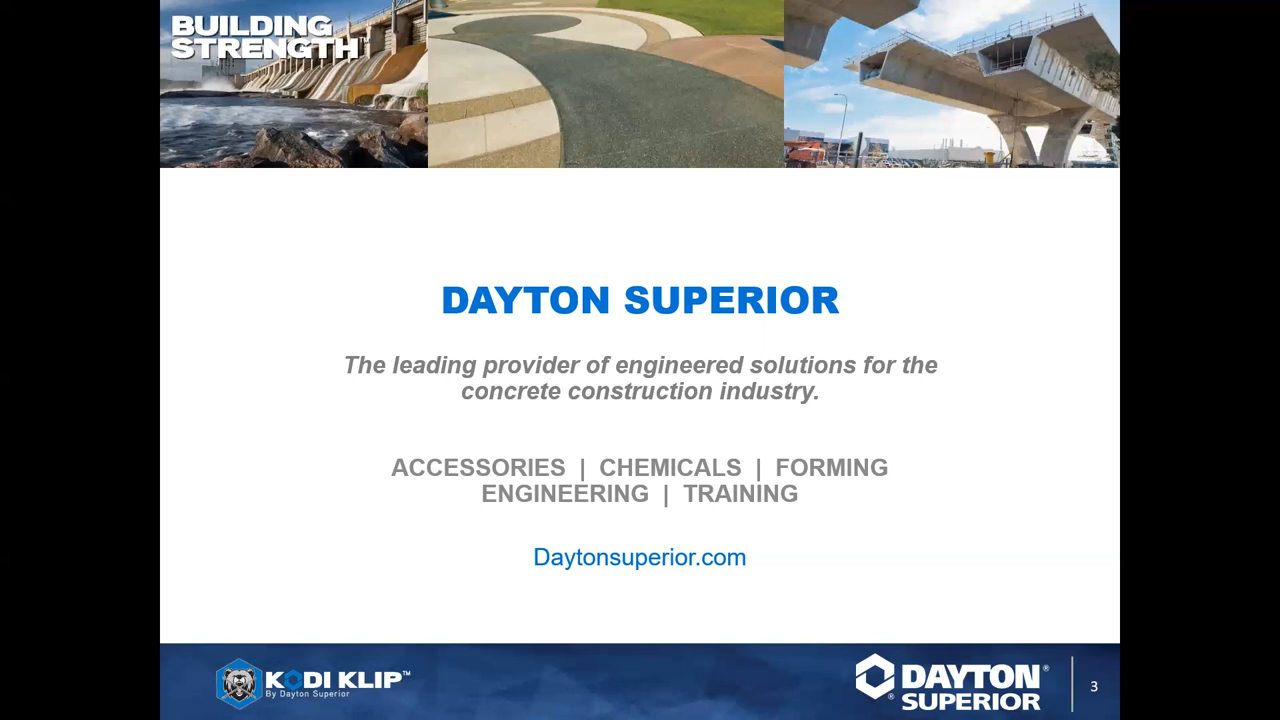 BUILDING
STRENGTH™
DAYTON SUPERIOR
The leading provider of engineered solutions for the
concrete construction industry.
ACCESSORIES | CHEMICALS | FORMING
ENGINEERING | TRAINING
Daytonsuperior.com
KODI KLIP™
By Dayton Superior
DAYTON®
SUPERIOR
®
3